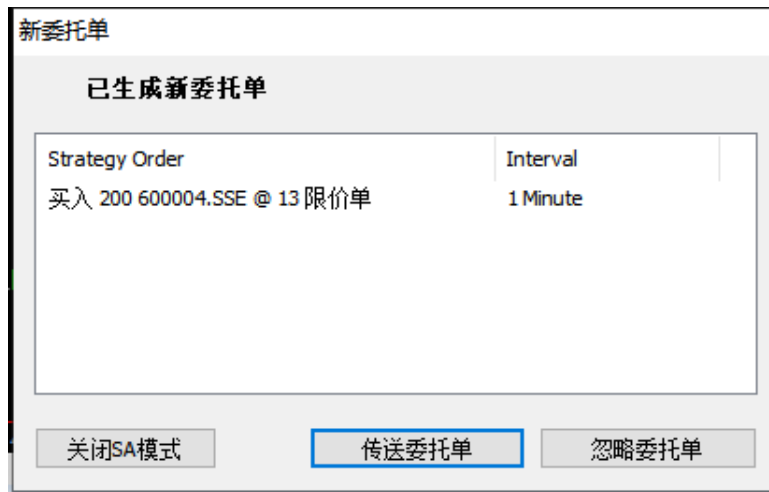 新委托单
已生成新委托单
Strategy Order Interval
买入 200 600004.SSE @ 13 限价单 1 Minute
关闭SA模式 传送委托单 忽略委托单